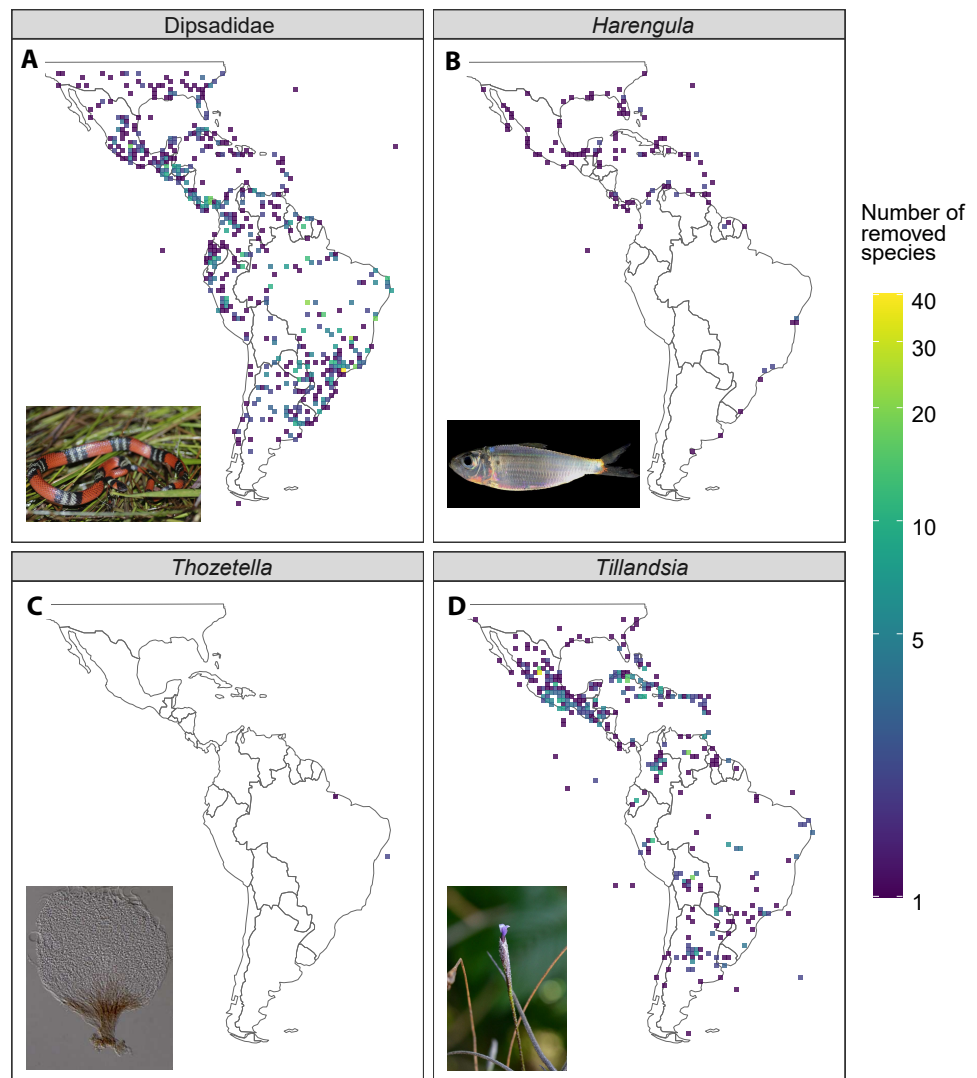 Dipsadidae
Harengula
A
B
Number of
removed
species
40
30
20
10
5
1
Thozetella
Tillandsia
C
D